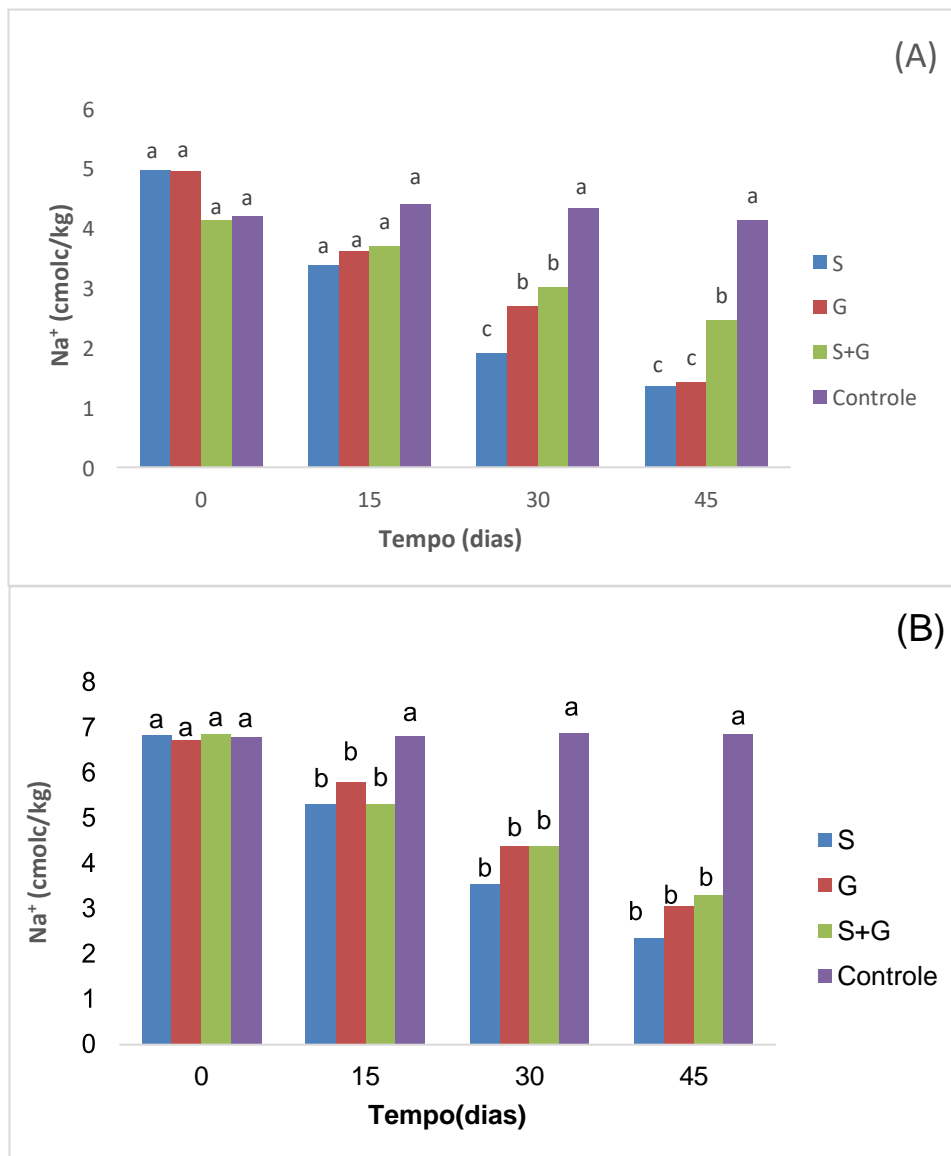 (A)
6
5
4
3
2
1
0
Na⁺ (cmolc/kg)
a a a a
a a a a
c b b a
c c b a
0 15 30 45
Tempo (dias)
S
G
S+G
Controle
(B)
8
7
6
5
4
3
2
1
0
Na⁺ (cmolc/kg)
a a a a
b b b a
b b b a
b b b a
0 15 30 45
Tempo(dias)
S
G
S+G
Controle